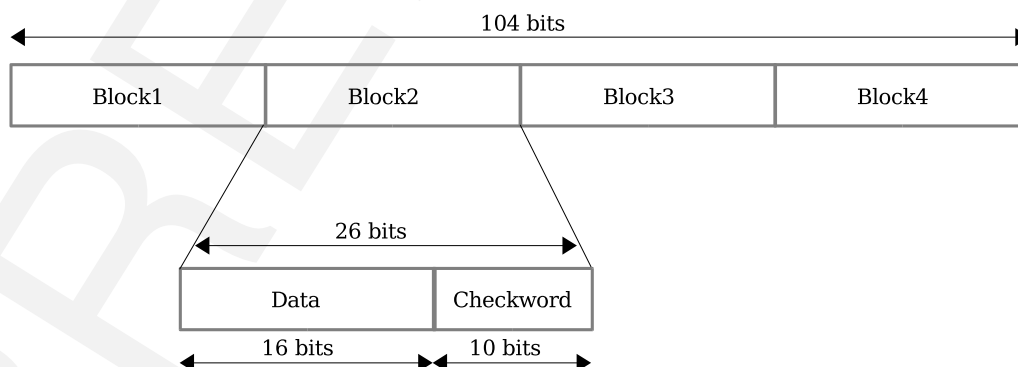 104 bits
Block1 Block2 Block3 Block4
26 bits
Data Checkword
16 bits 10 bits